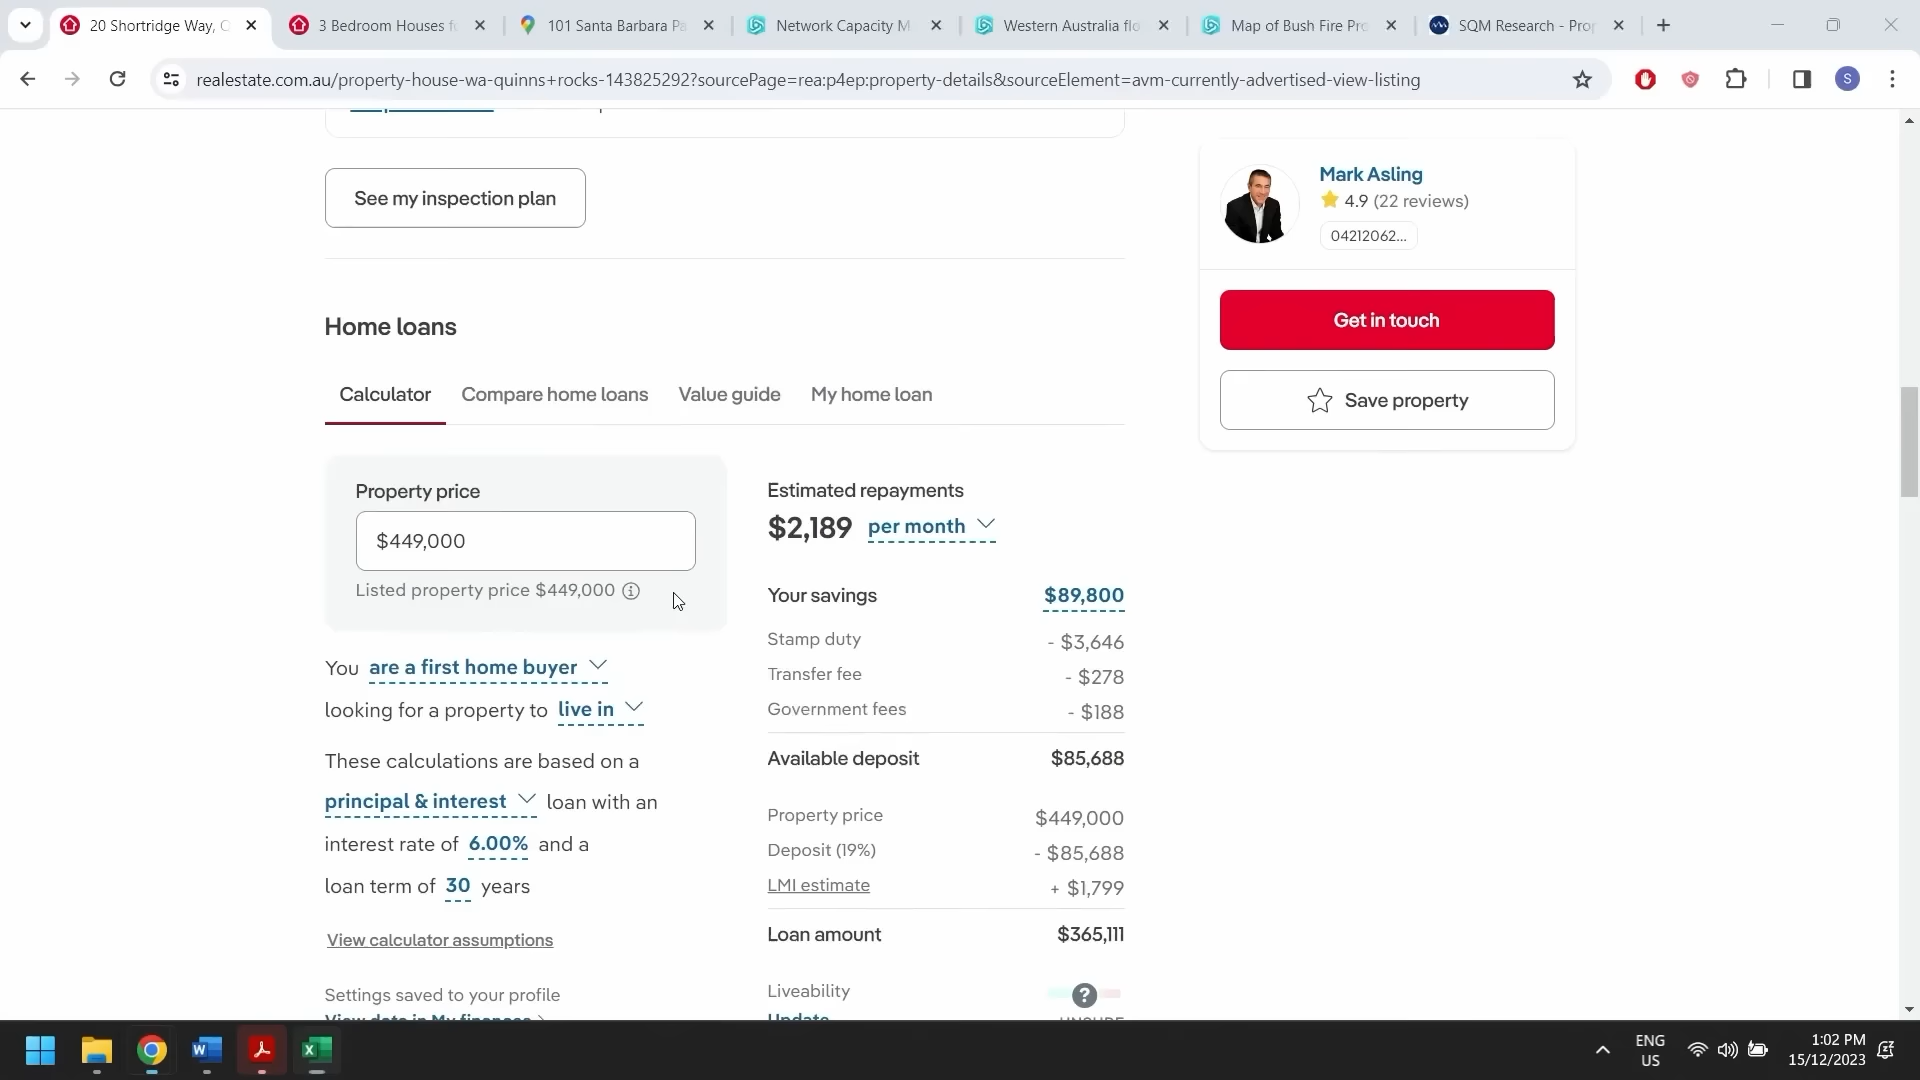 20 Shortridge Way, Q
3 Bedroom Houses f
101 Santa Barbara Pa
Network Capacity M
Western Australia flo
Map of Bush Fire Pro
SQM Research - Prop
realestate.com.au/property-house-wa-quinns+rocks-143825292?sourcePage=rea:p4ep:property-details&sourceElement=avm-currently-advertised-view-listing
S
See my inspection plan
Mark Asling
4.9 (22 reviews)
04212062...
Get in touch
Save property
Home loans
Calculator
Compare home loans
Value guide
My home loan
Property price
$449,000
Listed property price $449,000
You are a first home buyer
looking for a property to live in
These calculations are based on a
principal & interest loan with an
interest rate of 6.00% and a
loan term of 30 years
View calculator assumptions
Settings saved to your profile
View data in My finances
Estimated repayments
$2,189 per month
Your savings $89,800
Stamp duty - $3,646
Transfer fee - $278
Government fees - $188
Available deposit $85,688
Property price $449,000
Deposit (19%) - $85,688
LMI estimate + $1,799
Loan amount $365,111
Liveability ?
Update UNSURE
ENG
US
1:02 PM
15/12/2023